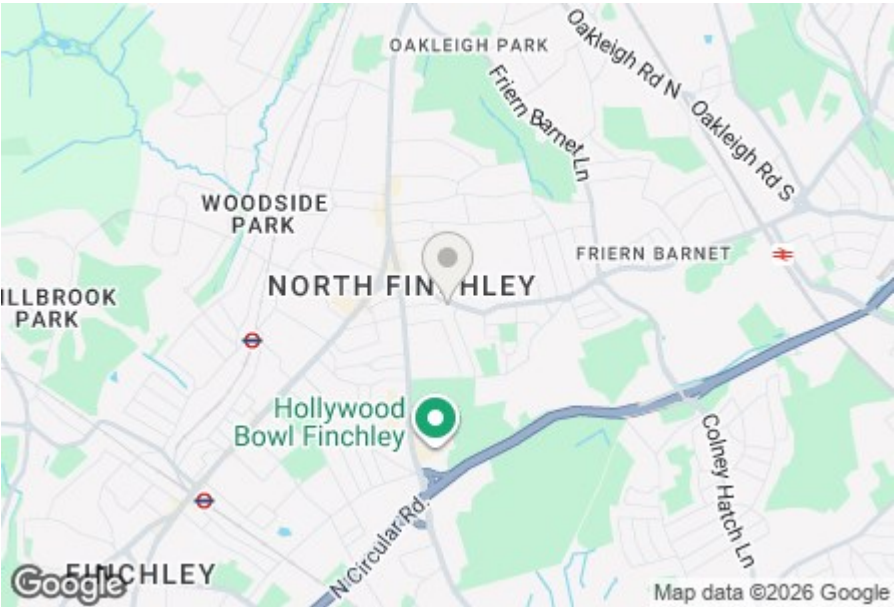 OAKLEIGH PARK
Oakleigh Rd N
Friern Barnet Ln
Oakleigh Rd S
WOODSIDE
PARK
FRIERN BARNET
NORTH FINCHLEY
ILLBROOK
PARK
Hollywood
Bowl Finchley
Colney Hatch Ln
N Circular Rd
FINCHLEY
Google
Map data ©2026 Google